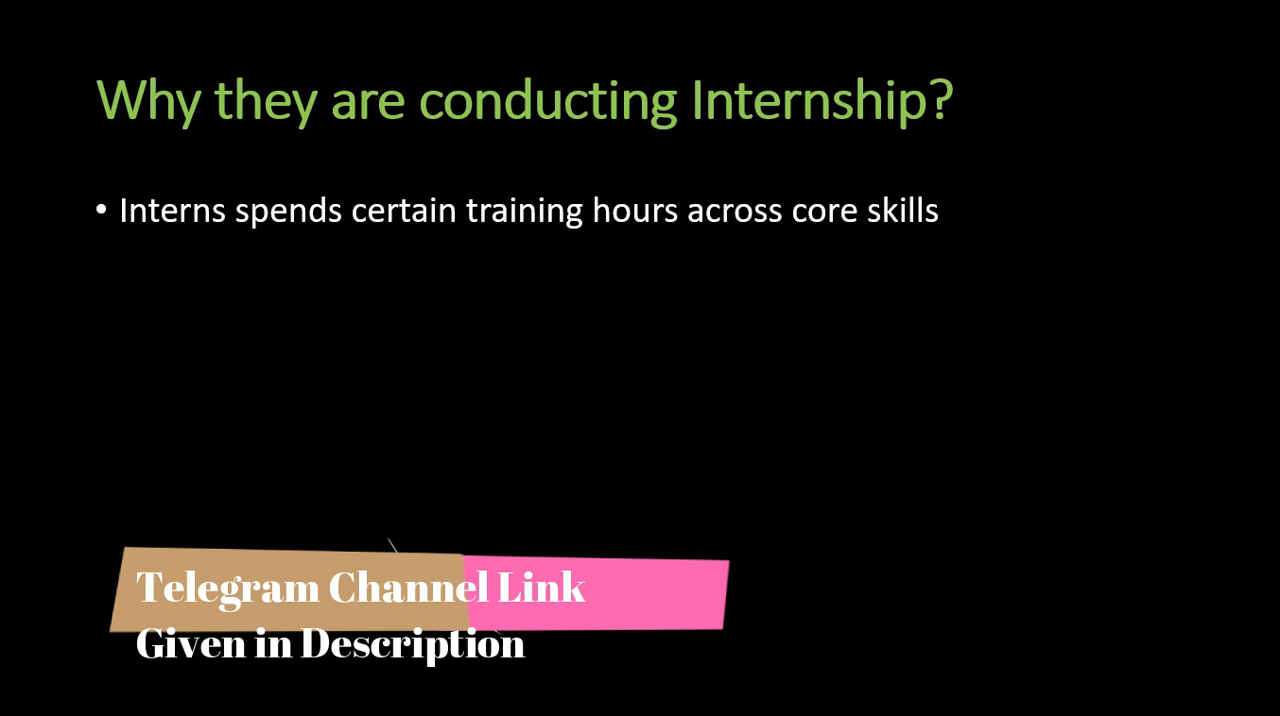 Why they are conducting Internship?
• Interns spends certain training hours across core skills
Telegram Channel Link
Given in Description